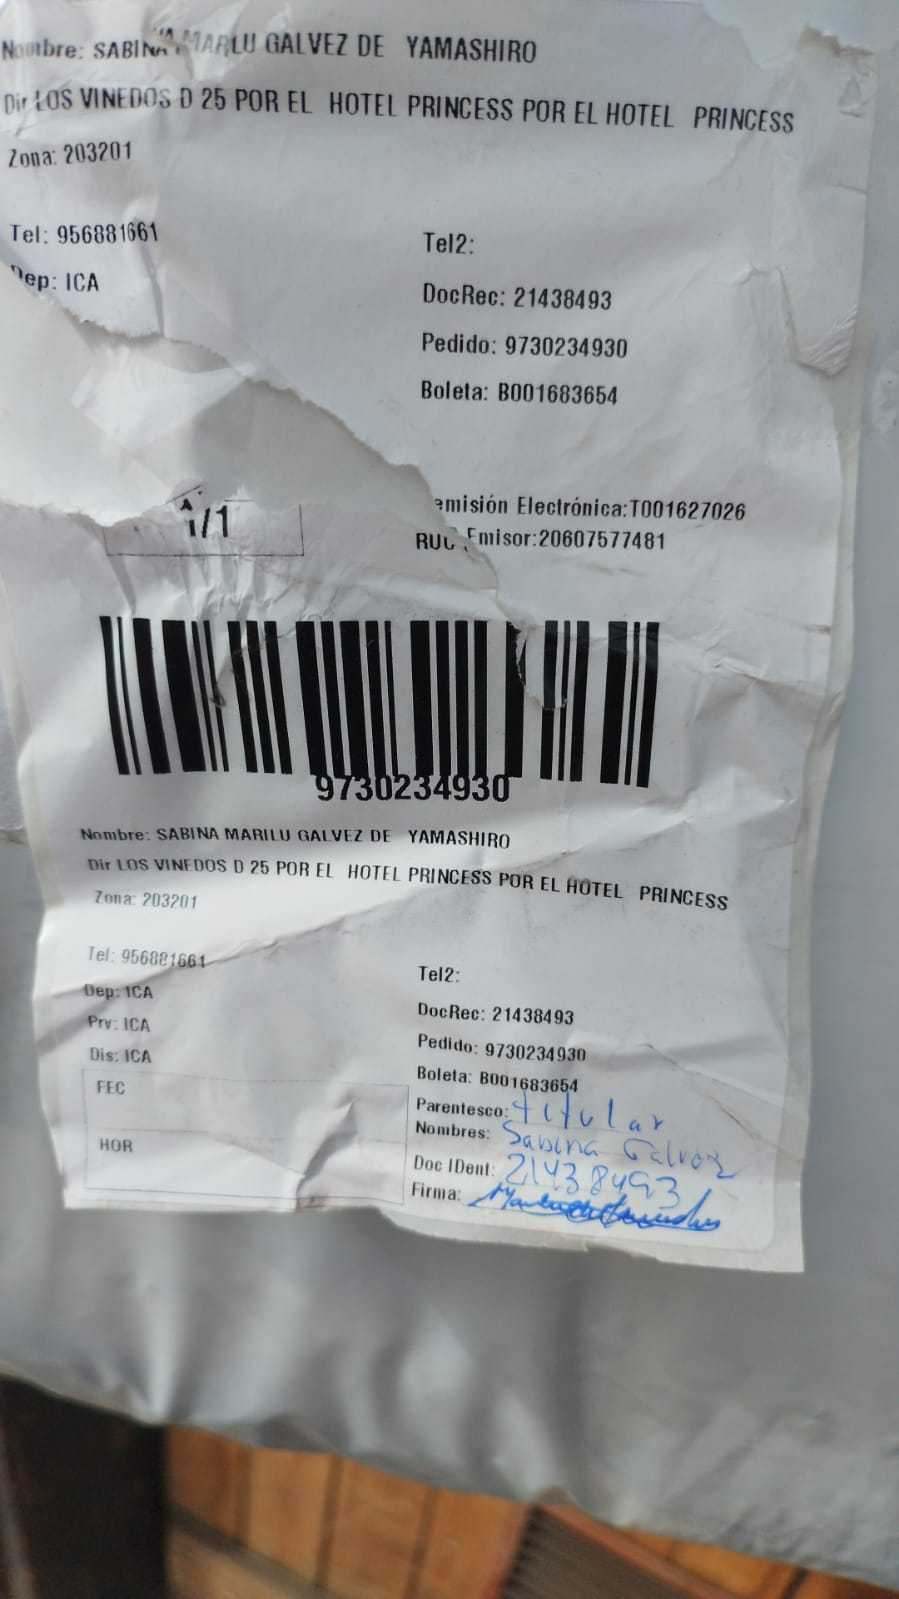 Nombre: SABINA MARLU GALVEZ DE YAMASHIRO
Dir LOS VINEDOS D 25 POR EL HOTEL PRINCESS POR EL HOTEL PRINCESS
Zona: 203201
Tel: 956881661
Tel2:
Dep: ICA
DocRec: 21438493
Pedido: 9730234930
Boleta: B001683654
emisión Electrónica:T001627026
1/1
RUC Emisor:20607577481
9730234930
Nombre: SABINA MARILU GALVEZ DE YAMASHIRO
Dir LOS VINEDOS D 25 POR EL HOTEL PRINCESS POR EL HOTEL PRINCESS
Zona: 203201
Tel: 956881661
Tel2:
Dep: ICA
DocRec: 21438493
Prv: ICA
Pedido: 9730234930
Dis: ICA
Boleta: B001683654
FEC
Parentesco: titular
Nombres: Sabina Galvez
HOR
Doc IDent: 21438493
Firma: